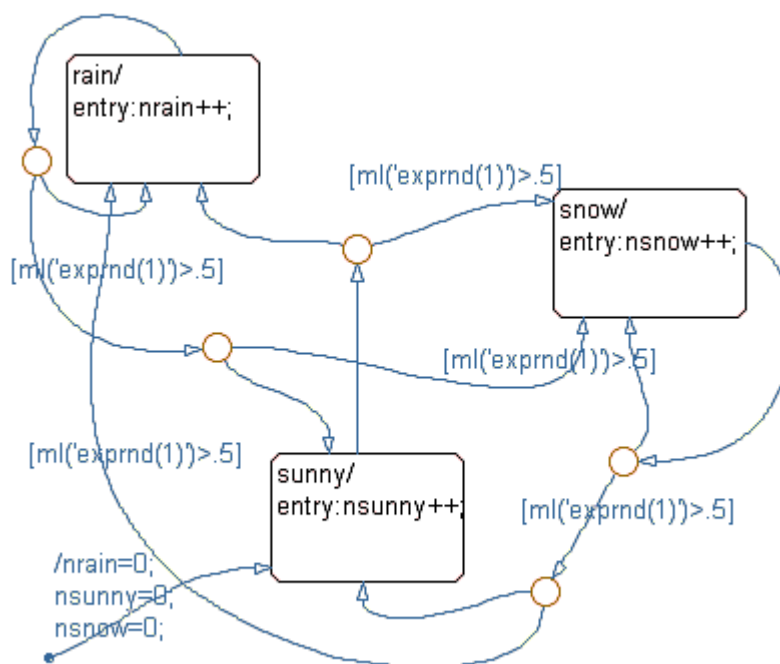 rain/
entry:nrain++;
[ml('exprnd(1)')>.5]
snow/
entry:nsnow++;
[ml('exprnd(1)')>.5]
[ml('exprnd(1)')>.5]
[ml('exprnd(1)')>.5]
sunny/
entry:nsunny++;
[ml('exprnd(1)')>.5]
/nrain=0;
nsunny=0;
nsnow=0;